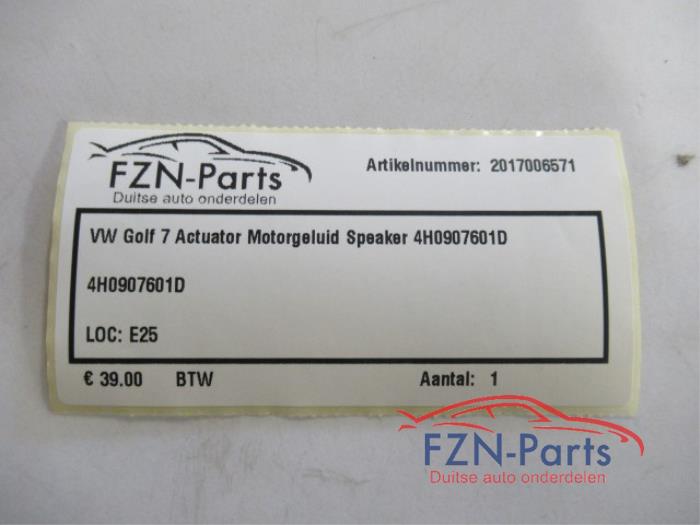 FZN-Parts
Duitse auto onderdelen
Artikelnummer: 2017006571
VW Golf 7 Actuator Motorgeluid Speaker 4H0907601D
4H0907601D
LOC: E25
€ 39.00 BTW Aantal: 1
FZN-Parts
Duitse auto onderdelen